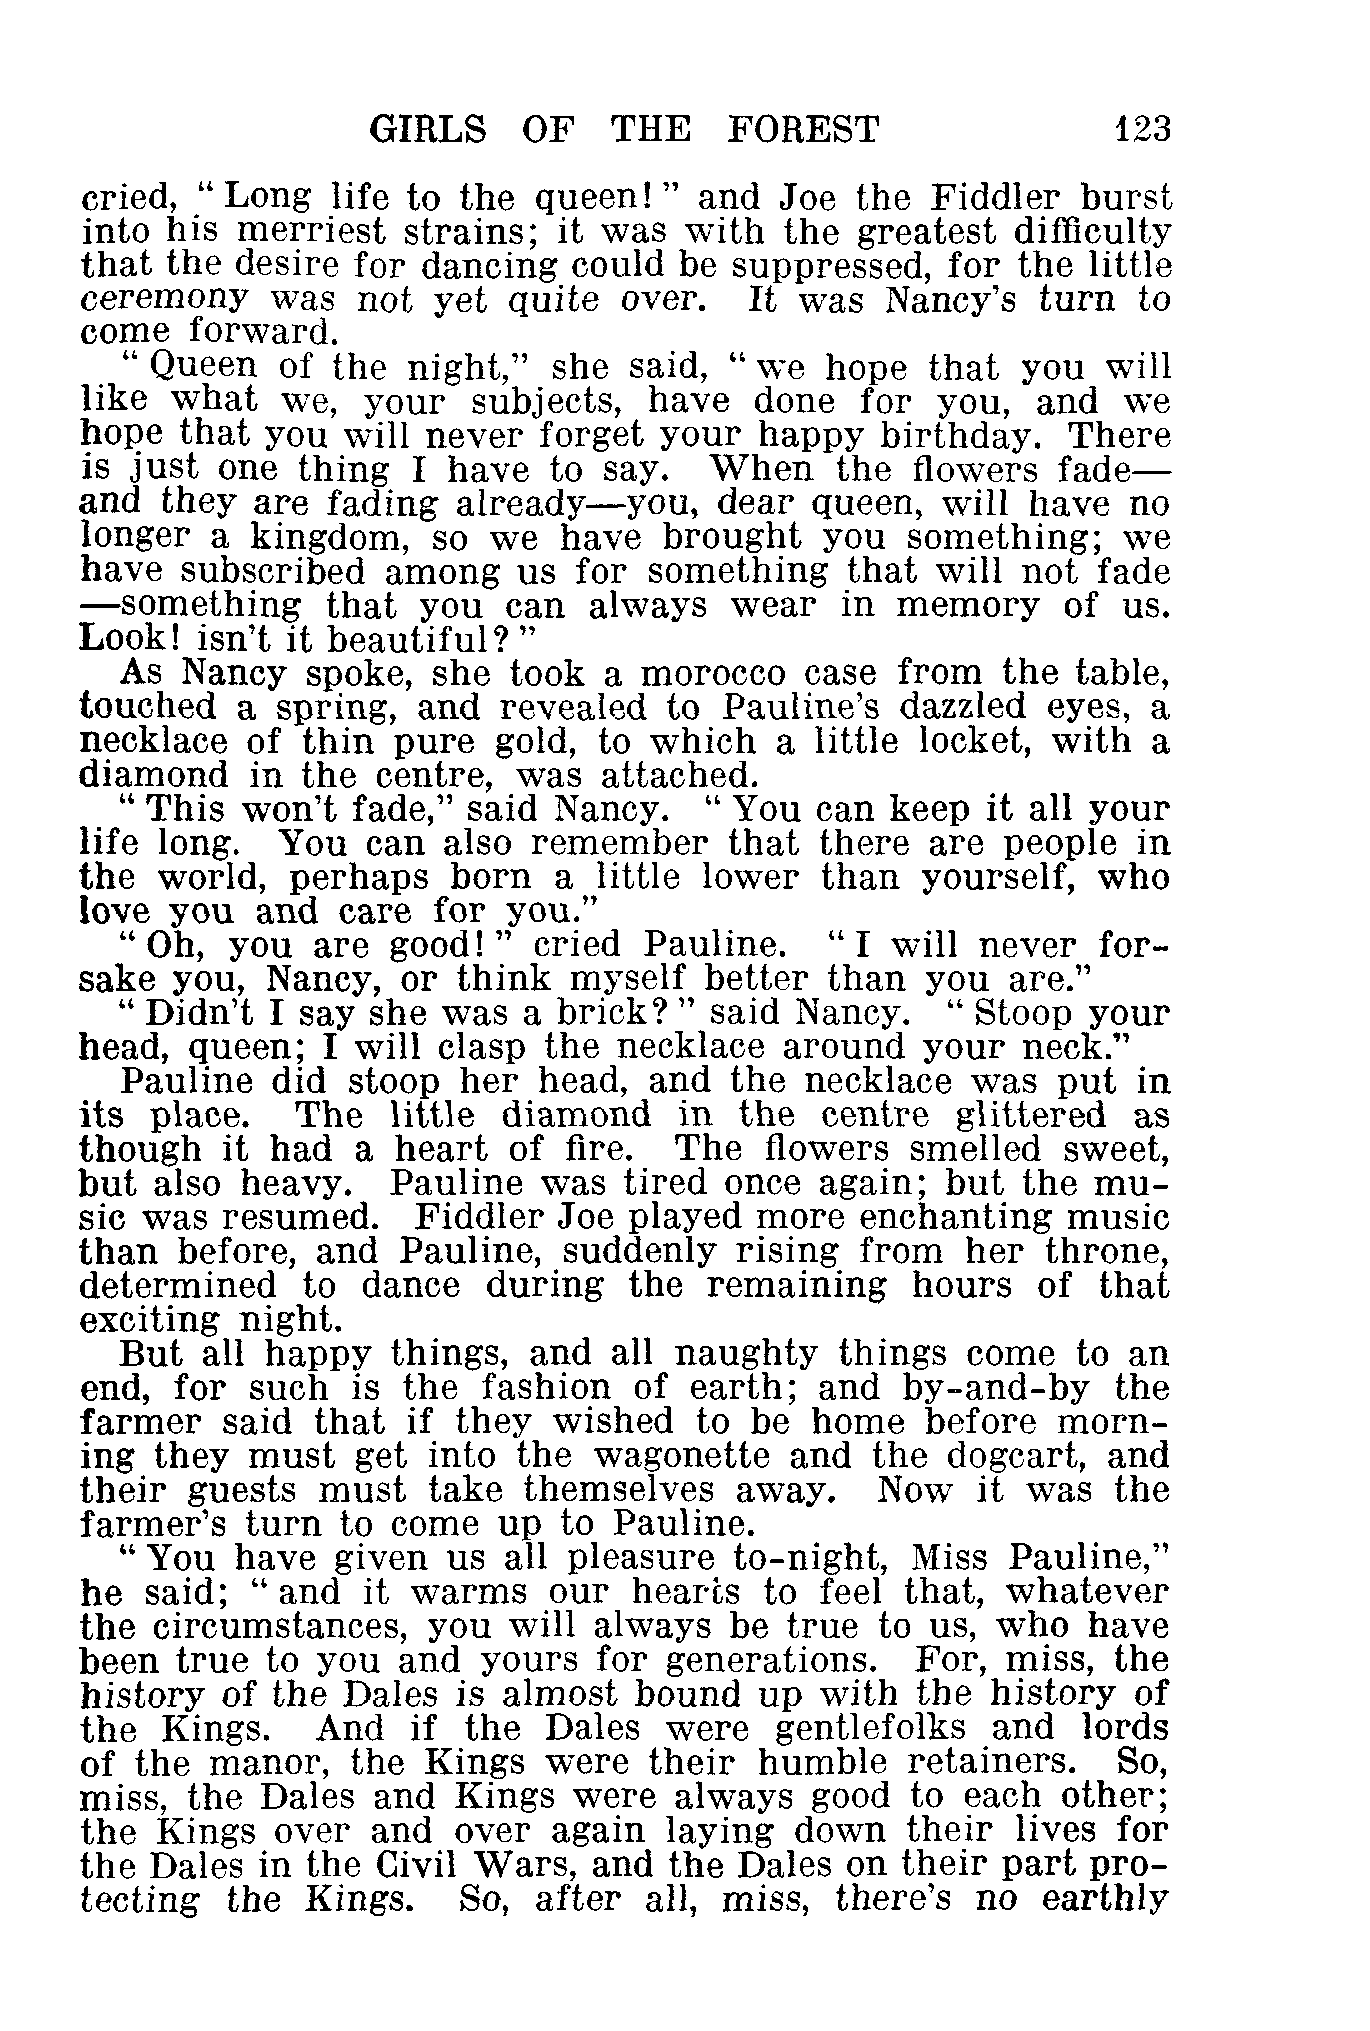 GIRLS OF THE FOREST 123
cried, “Long life to the queen!” and Joe the Fiddler burst
into his merriest strains; it was with the greatest difficulty
that the desire for dancing could be suppressed, for the little
ceremony was not yet quite over. It was Nancy’s turn to
come forward.
“Queen of the night,” she said, “we hope that you will
like what we, your subjects, have done for you, and we
hope that you will never forget your happy birthday. There
is just one thing I have to say. When the flowers fade—
and they are fading already—you, dear queen, will have no
longer a kingdom, so we have brought you something; we
have subscribed among us for something that will not fade
—something that you can always wear in memory of us.
Look! isn’t it beautiful?”
As Nancy spoke, she took a morocco case from the table,
touched a spring, and revealed to Pauline’s dazzled eyes, a
necklace of thin pure gold, to which a little locket, with a
diamond in the centre, was attached.
“This won’t fade,” said Nancy. “You can keep it all your
life long. You can also remember that there are people in
the world, perhaps born a little lower than yourself, who
love you and care for you.”
“Oh, you are good!” cried Pauline. “I will never for-
sake you, Nancy, or think myself better than you are.”
“Didn’t I say she was a brick?” said Nancy. “Stoop your
head, queen; I will clasp the necklace around your neck.”
Pauline did stoop her head, and the necklace was put in
its place. The little diamond in the centre glittered as
though it had a heart of fire. The flowers smelled sweet,
but also heavy. Pauline was tired once again; but the mu-
sic was resumed. Fiddler Joe played more enchanting music
than before, and Pauline, suddenly rising from her throne,
determined to dance during the remaining hours of that
exciting night.
But all happy things, and all naughty things come to an
end, for such is the fashion of earth; and by-and-by the
farmer said that if they wished to be home before morn-
ing they must get into the wagonette and the dogcart, and
their guests must take themselves away. Now it was the
farmer’s turn to come up to Pauline.
“You have given us all pleasure to-night, Miss Pauline,”
he said; “and it warms our hearts to feel that, whatever
the circumstances, you will always be true to us, who have
been true to you and yours for generations. For, miss, the
history of the Dales is almost bound up with the history of
the Kings. And if the Dales were gentlefolks and lords
of the manor, the Kings were their humble retainers. So,
miss, the Dales and Kings were always good to each other;
the Kings over and over again laying down their lives for
the Dales in the Civil Wars, and the Dales on their part pro-
tecting the Kings. So, after all, miss, there’s no earthly